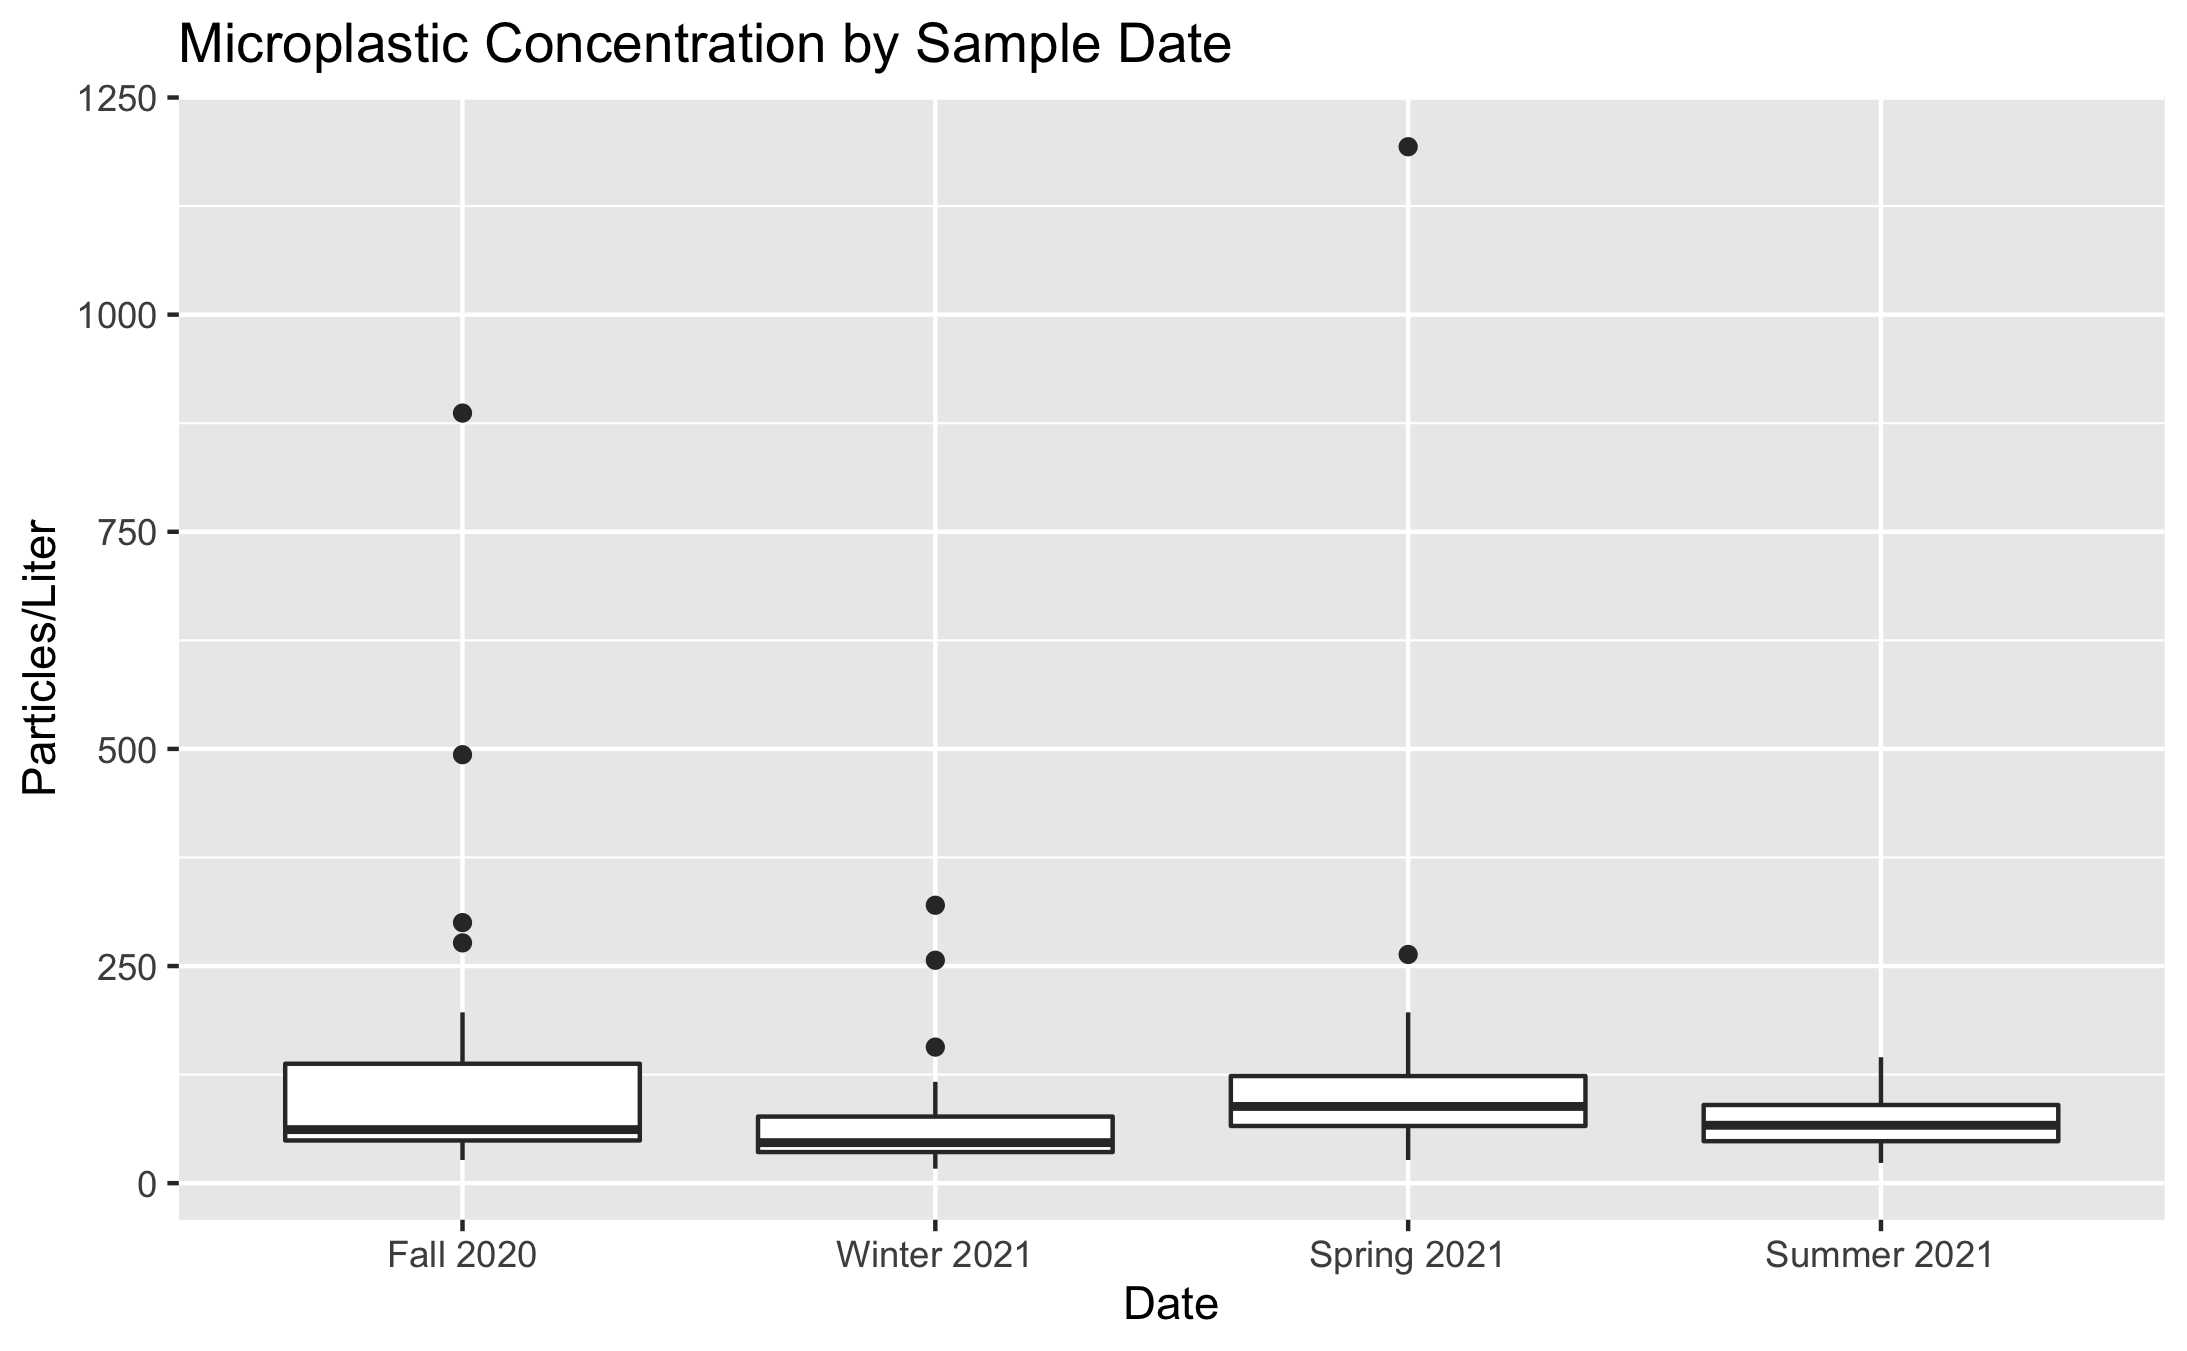 Microplastic Concentration by Sample Date
1250
1000
750
500
250
0
Particles/Liter
Fall 2020
Winter 2021
Spring 2021
Summer 2021
Date